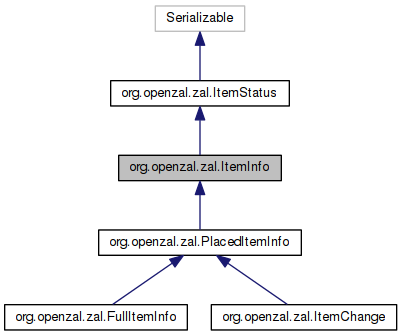 Serializable
org.openzal.zal.ItemStatus
org.openzal.zal.ItemInfo
org.openzal.zal.PlacedItemInfo
org.openzal.zal.FullItemInfo
org.openzal.zal.ItemChange